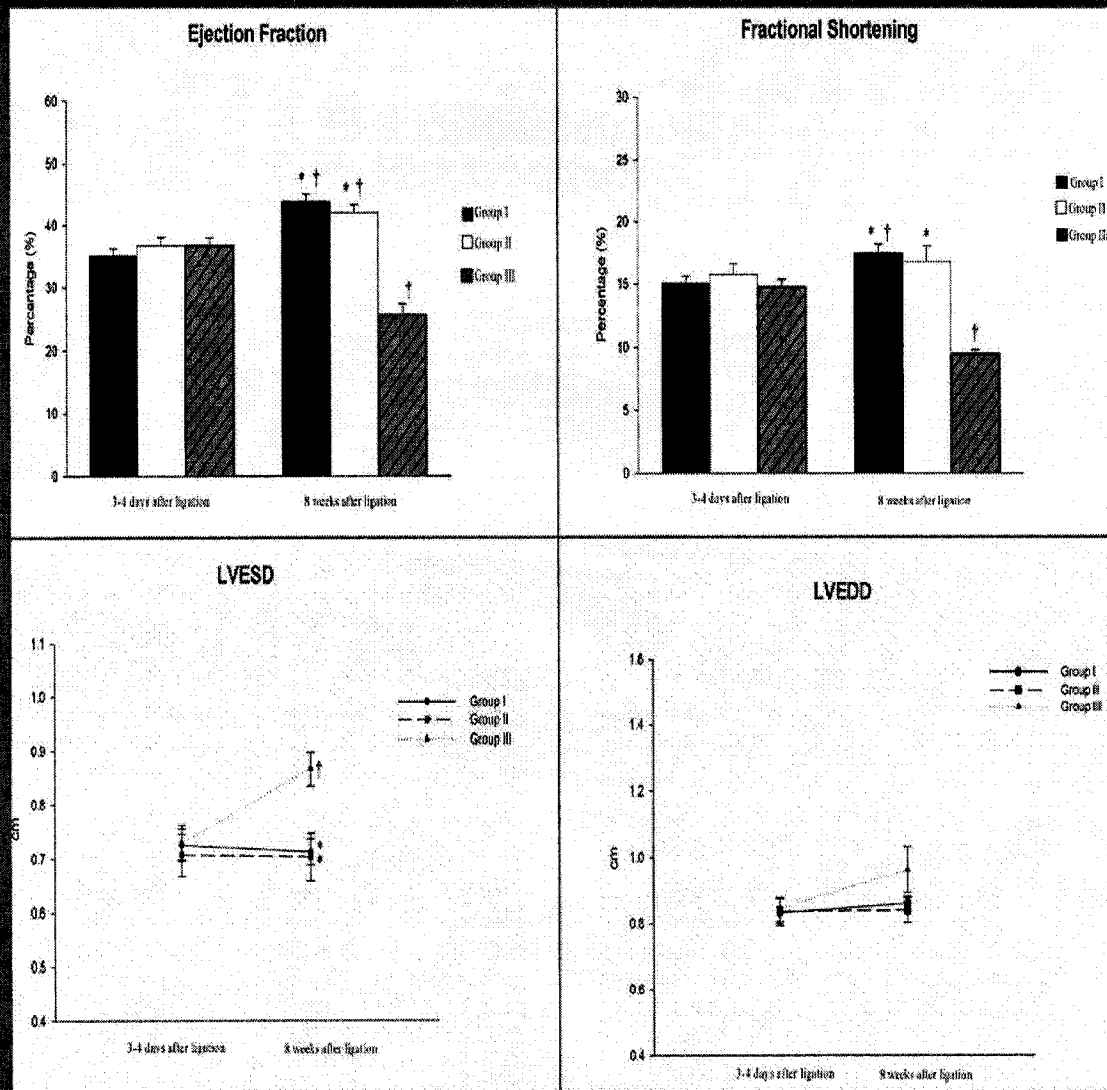 Ejection Fraction
60
50
40
30
20
10
0
Percentage (%)
* †
* †
†
Group I
Group II
Group III
3-4 days after ligation
8 weeks after ligation
Fractional Shortening
30
25
20
15
10
5
0
Percentage (%)
* †
*
†
Group I
Group II
Group III
3-4 days after ligation
8 weeks after ligation
LVESD
1.1
1.0
0.9
0.8
0.7
0.6
0.5
0.4
cm
Group I
Group II
Group III
†
*
*
3-4 days after ligation
8 weeks after ligation
LVEDD
1.6
1.4
1.2
1.0
0.8
0.6
0.4
cm
Group I
Group II
Group III
3-4 days after ligation
8 weeks after ligation